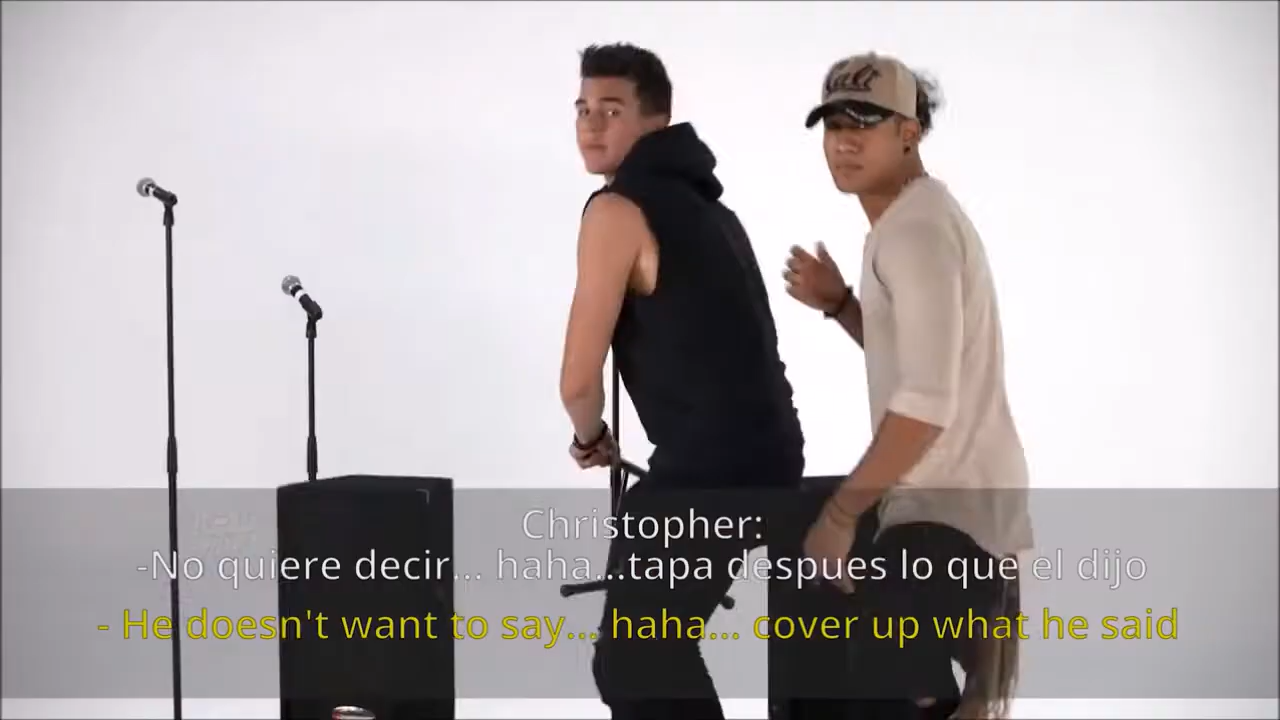 Christopher:
-No quiere decir... haha...tapa despues lo que el dijo
- He doesn't want to say... haha... cover up what he said